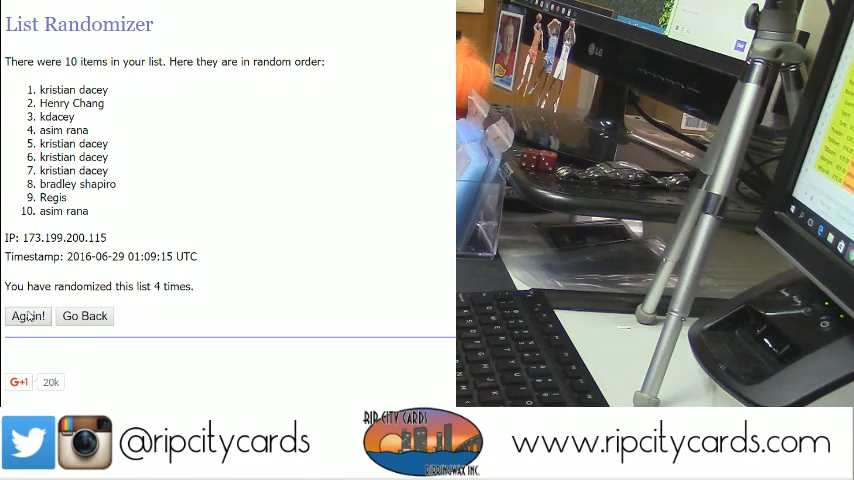 List Randomizer
There were 10 items in your list. Here they are in random order:
1. kristian dacey
2. Henry Chang
3. kdacey
4. asim rana
5. kristian dacey
6. kristian dacey
7. kristian dacey
8. bradley shapiro
9. Regis
10. asim rana
IP: 173.199.200.115
Timestamp: 2016-06-29 01:09:15 UTC
You have randomized this list 4 times.
Again! Go Back
G+1 20k
LG
@ripcitycards
RIP CITY CARDS
RIPPINGWAX INC.
www.ripcitycards.com